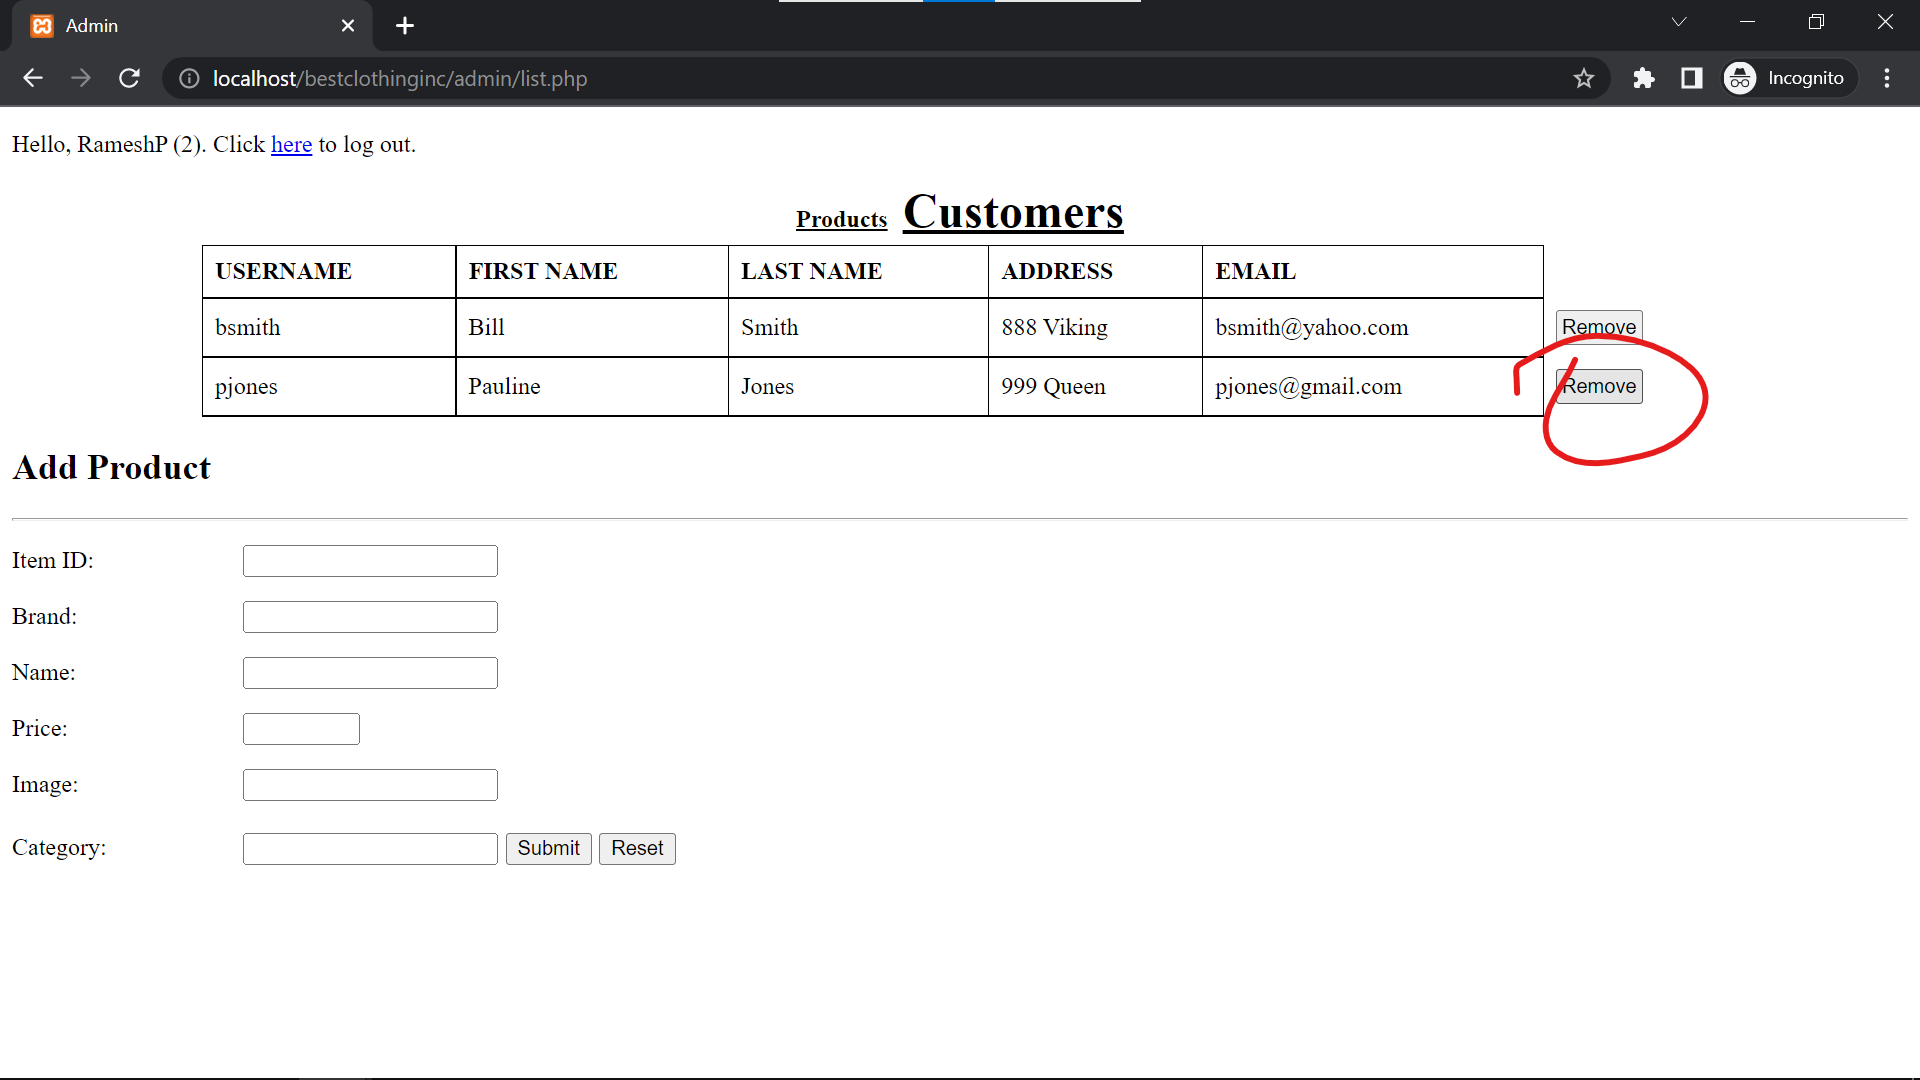 Admin
localhost/bestclothinginc/admin/list.php
Incognito
Hello, RameshP (2). Click here to log out.
Products Customers
USERNAME FIRST NAME LAST NAME ADDRESS EMAIL
bsmith Bill Smith 888 Viking bsmith@yahoo.com Remove
pjones Pauline Jones 999 Queen pjones@gmail.com Remove
Add Product
Item ID:
Brand:
Name:
Price:
Image:
Category: Submit Reset